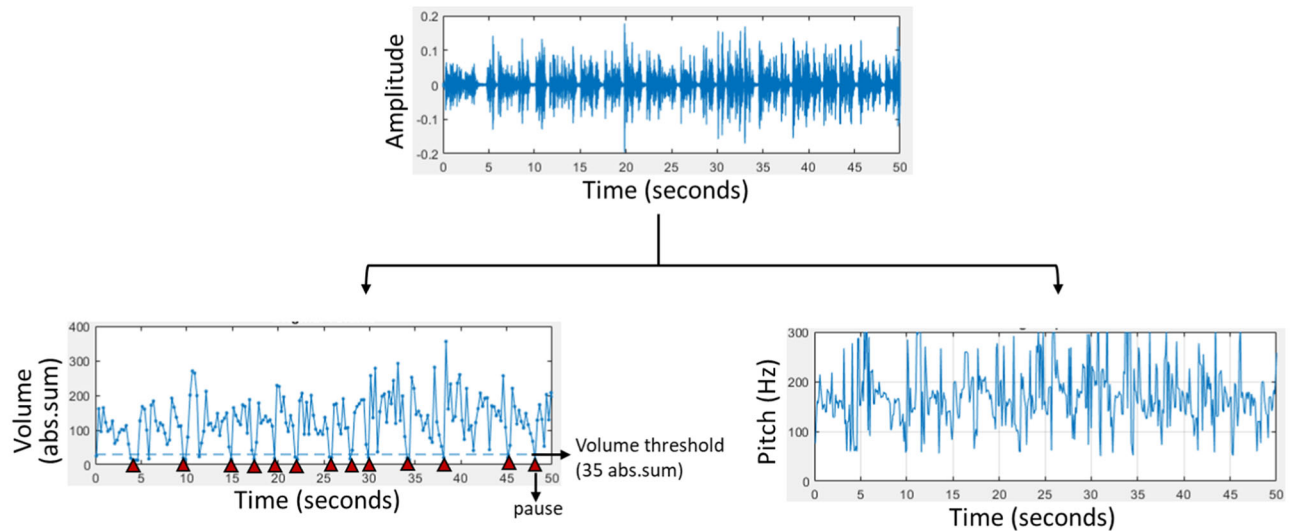 0.2
0.1
0
-0.1
-0.2
Amplitude
0 5 10 15 20 25 30 35 40 45 50
Time (seconds)
400
300
200
100
0
Volume
(abs.sum)
0 5 10 15 20 25 30 35 40 45 50
Time (seconds)
Volume threshold
(35 abs.sum)
pause
300
200
100
0
Pitch (Hz)
0 5 10 15 20 25 30 35 40 45 50
Time (seconds)